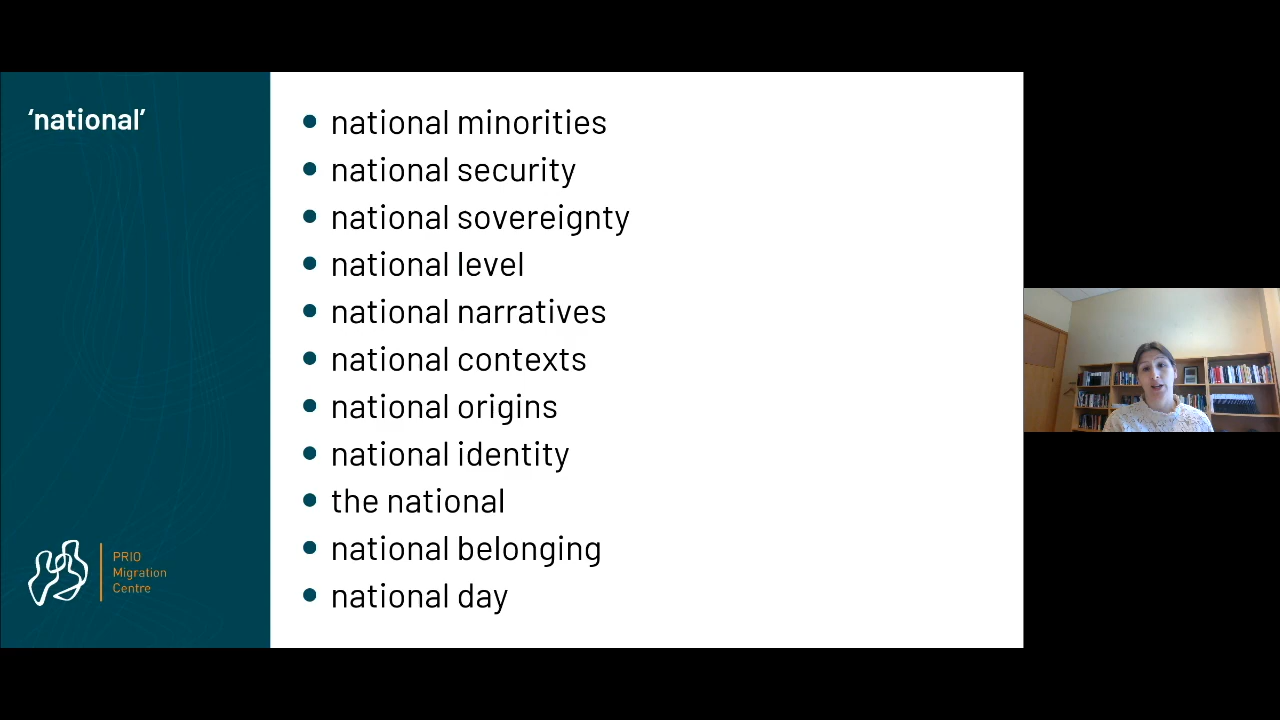 ‘national’
national minorities
national security
national sovereignty
national level
national narratives
national contexts
national origins
national identity
the national
national belonging
national day
PRIO
Migration
Centre